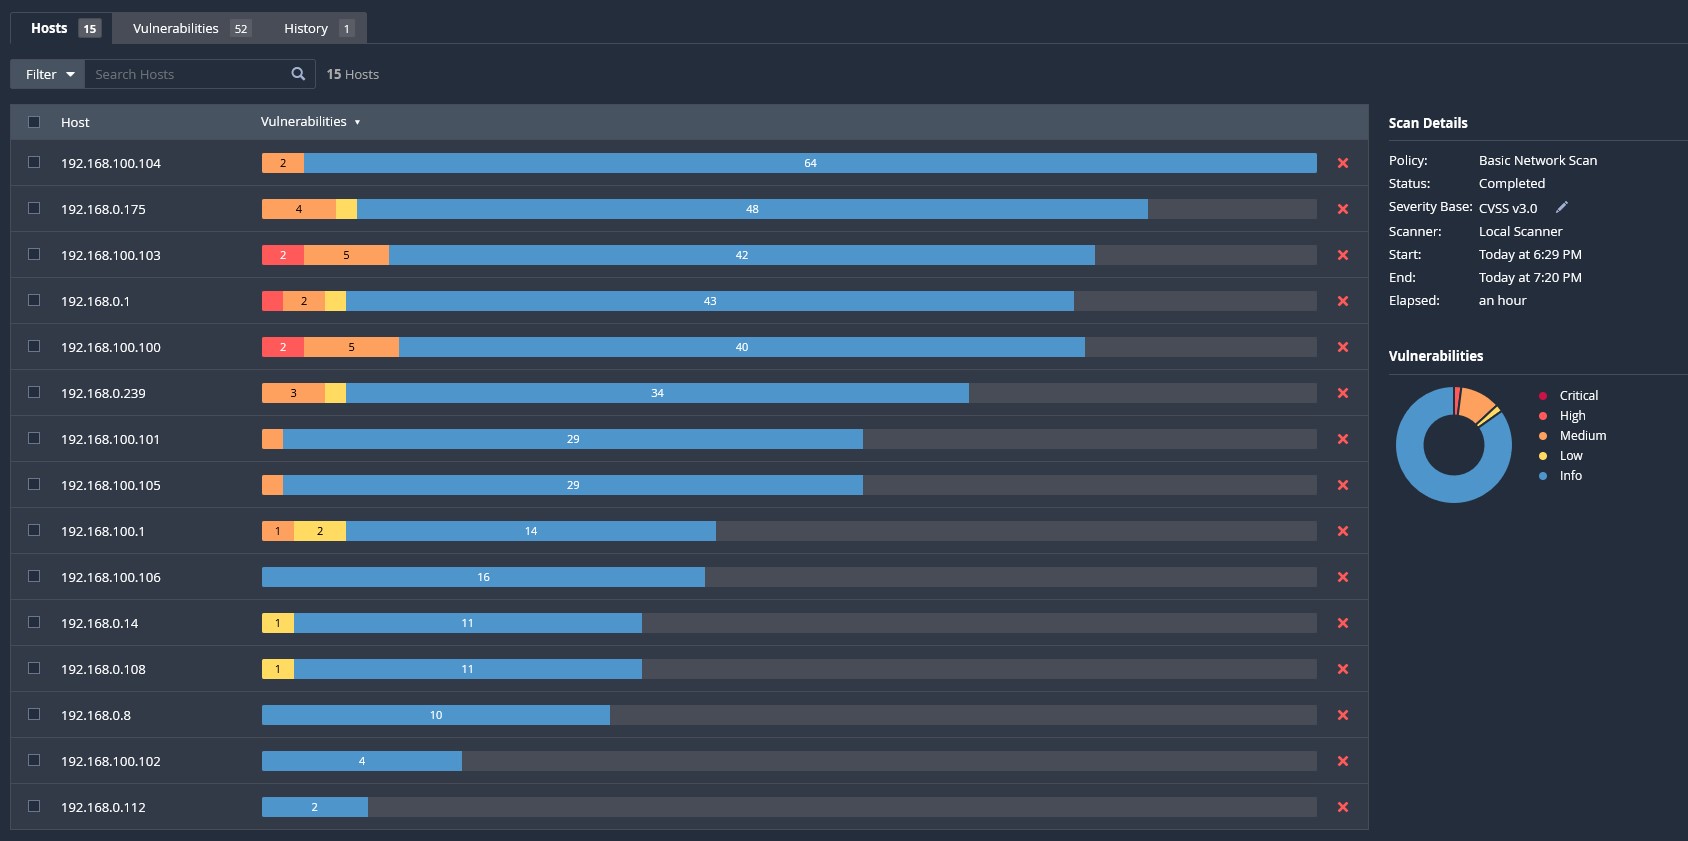 Hosts 15 Vulnerabilities 52 History 1
Filter Search Hosts 15 Hosts
Host Vulnerabilities
192.168.100.104 2 64
192.168.0.175 4 48
192.168.100.103 2 5 42
192.168.0.1 2 43
192.168.100.100 2 5 40
192.168.0.239 3 34
192.168.100.101 29
192.168.100.105 29
192.168.100.1 1 2 14
192.168.100.106 16
192.168.0.14 1 11
192.168.0.108 1 11
192.168.0.8 10
192.168.100.102 4
192.168.0.112 2
Scan Details
Policy: Basic Network Scan
Status: Completed
Severity Base: CVSS v3.0
Scanner: Local Scanner
Start: Today at 6:29 PM
End: Today at 7:20 PM
Elapsed: an hour
Vulnerabilities
Critical
High
Medium
Low
Info